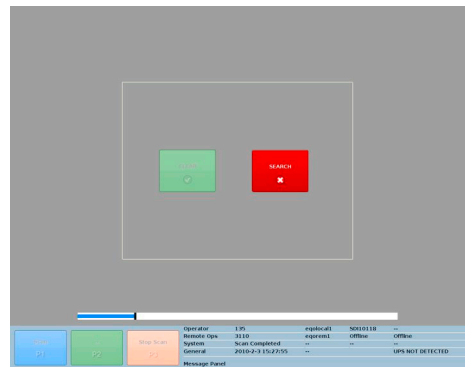 SEARCH
Operator 135 eqolocal1 SDI10118 --
Remote Ops 3110 eqorem1 Offline Offline
System Scan Completed -- -- --
General 2010-2-3 15:27:55 -- UPS NOT DETECTED
Message Panel
Stop Scan
P1 P2 P3